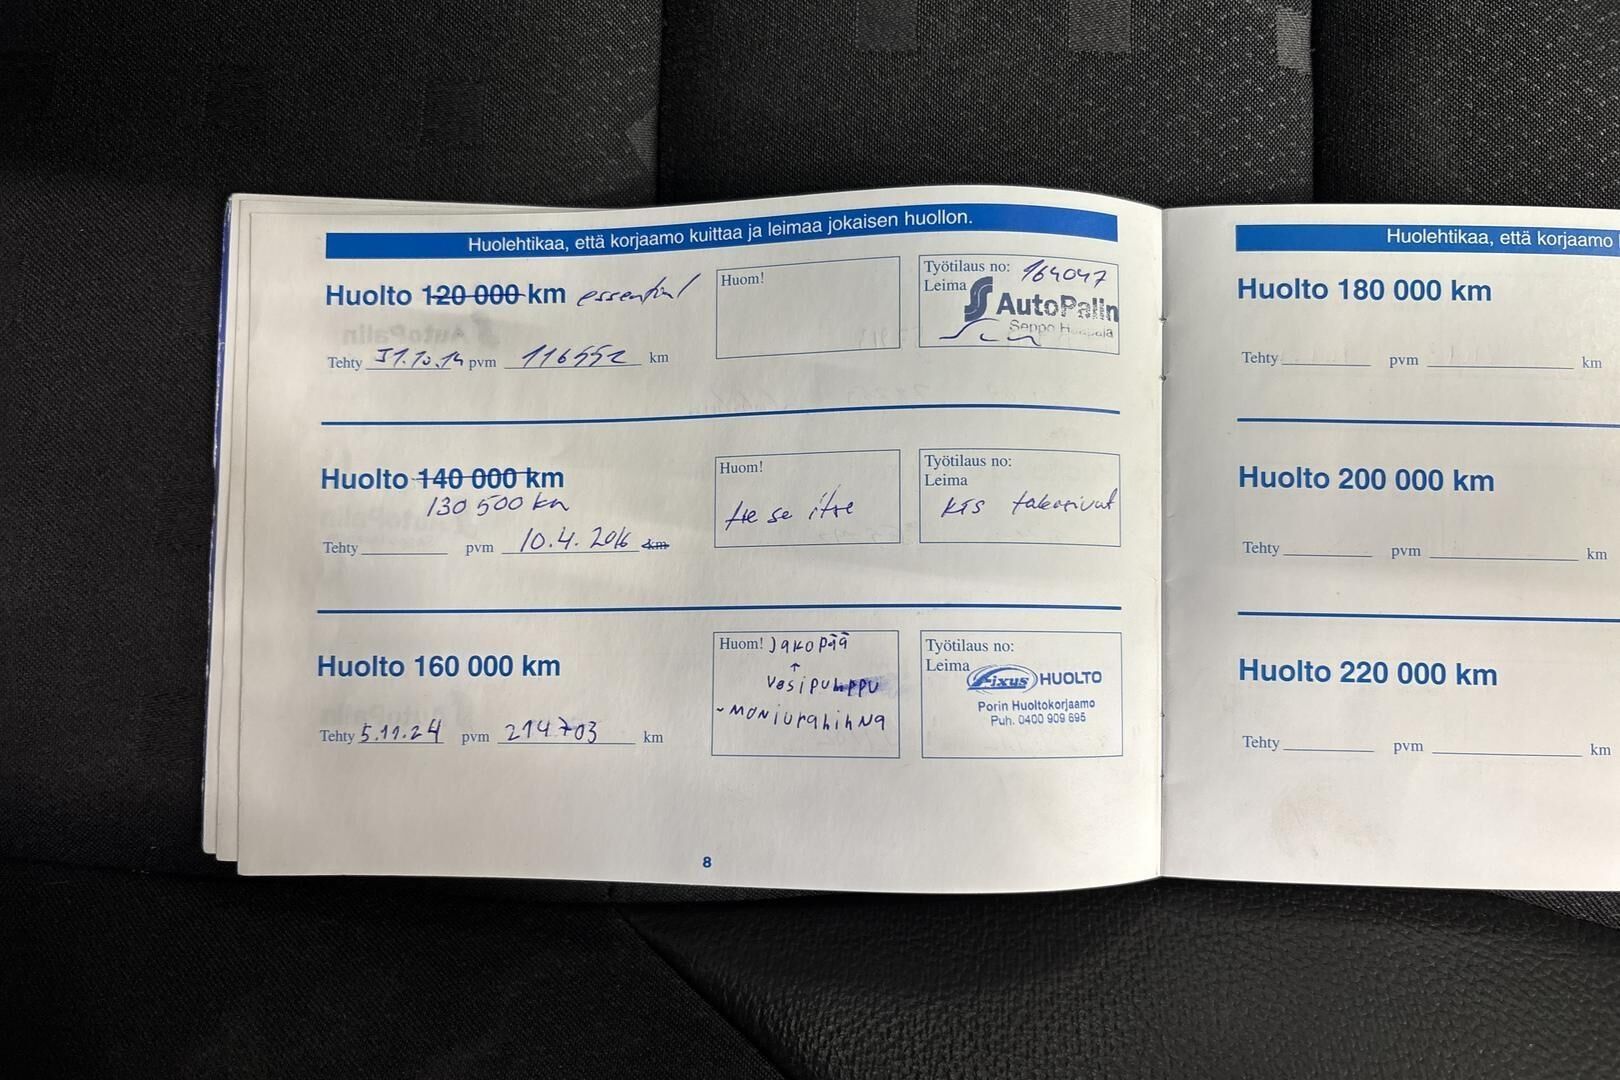 Huolehtikaa, että korjaamo kuittaa ja leimaa jokaisen huollon.
Huolto 120 000 km essential
Tehty 31.10.14 pvm 116552 km
Huom!
Työtilaus no: 164047
Leima
AutoPalin
Seppo
Huolto 140 000 km
130 500 km
Tehty pvm 10.4. 2016 km
Huom!
tse se itse
Työtilaus no:
Leima
kts takasivut
Huolto 160 000 km
Tehty 5.11.24 pvm 214703 km
Huom! Jakopää
↑
Vesipumppu
- Moniurahihna
Työtilaus no:
Leima
Fixus HUOLTO
Porin Huoltokorjaamo
Puh. 0400 909 695
8
Huolehtikaa, että korjaamo
Huolto 180 000 km
Tehty pvm km
Huolto 200 000 km
Tehty pvm km
Huolto 220 000 km
Tehty pvm km